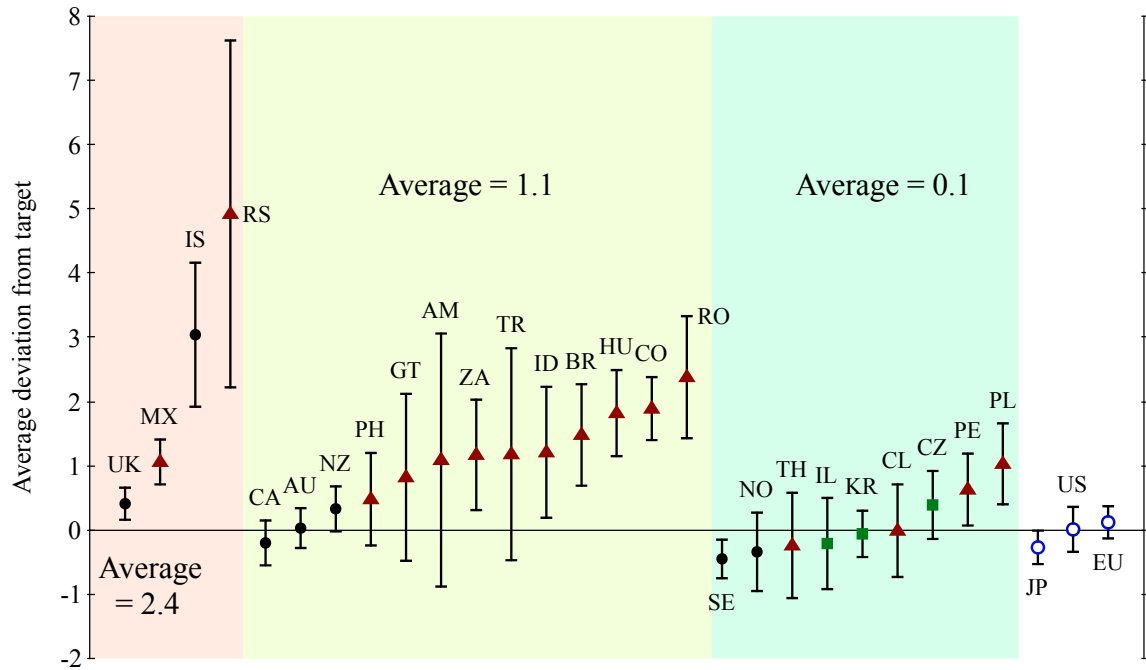 8
7
6
5
4
3
2
1
0
-1
-2
Average deviation from target
UK
MX
IS
RS
Average
= 2.4
Average = 1.1
CA
AU
NZ
PH
GT
AM
ZA
TR
ID
BR
HU
CO
RO
Average = 0.1
SE
NO
TH
IL
KR
CL
CZ
PE
PL
JP
US
EU